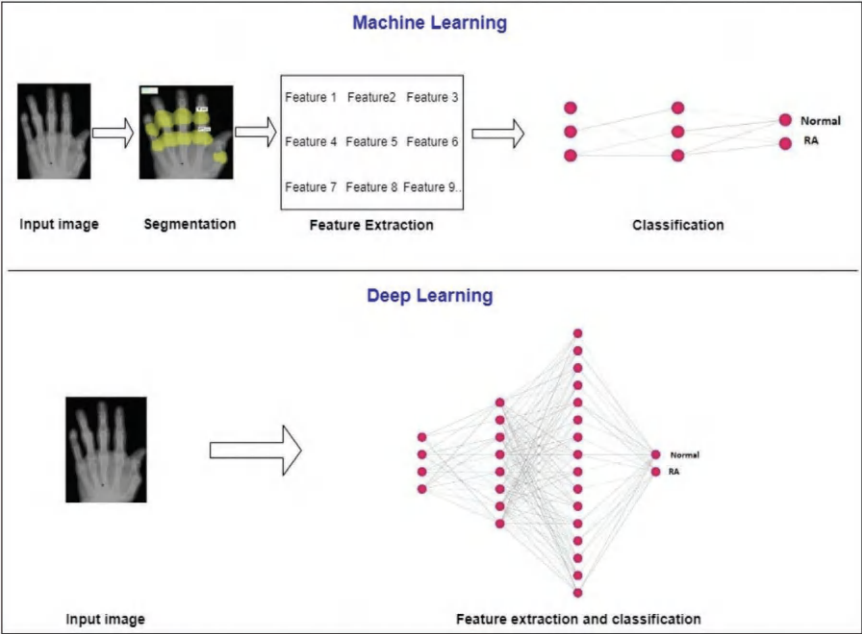 Machine Learning
Feature 1 Feature2 Feature 3
Feature 4 Feature 5 Feature 6
Feature 7 Feature 8 Feature 9..
Normal
RA
Input image Segmentation Feature Extraction Classification
Deep Learning
Normal
RA
Input image Feature extraction and classification